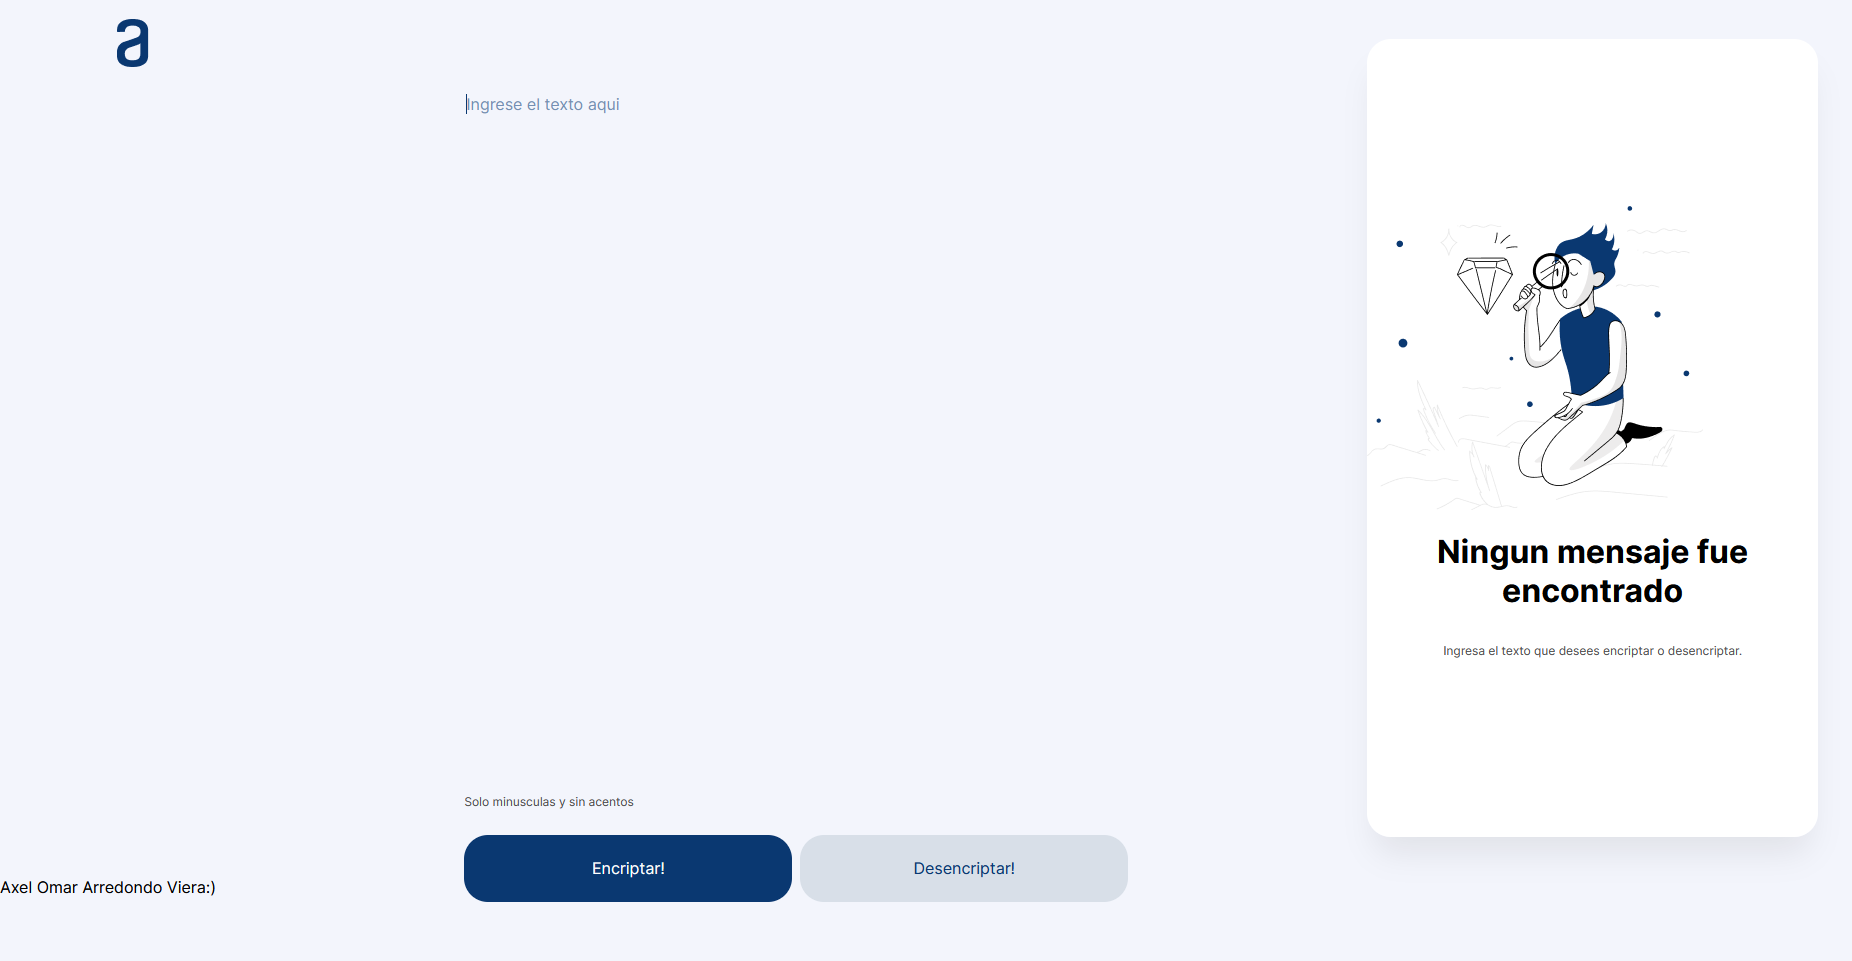 a
Ingrese el texto aqui
Ningun mensaje fue
encontrado
Ingresa el texto que desees encriptar o desencriptar.
Solo minusculas y sin acentos
Encriptar!
Desencriptar!
Axel Omar Arredondo Viera:)